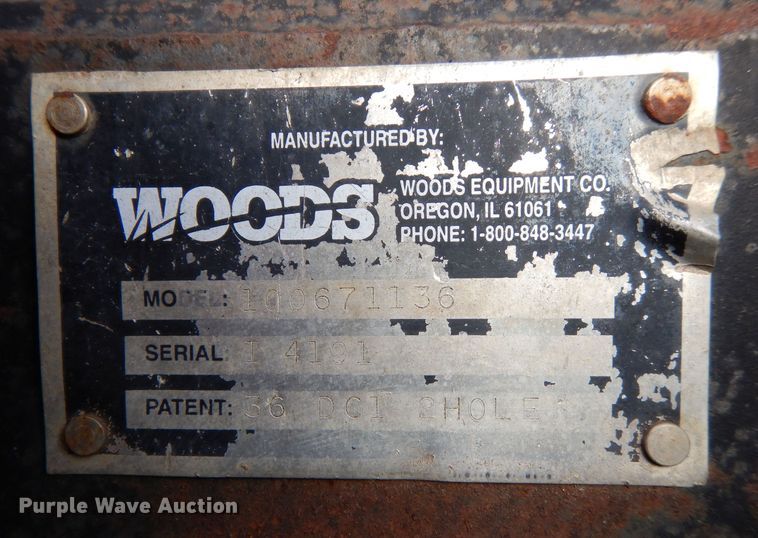 MANUFACTURED BY:
WOODS
WOODS EQUIPMENT CO.
OREGON, IL 61061
PHONE: 1-800-848-3447
MODEL: 100671136
SERIAL: I 4191
PATENT: 36 DCI 2HOLE
Purple Wave Auction